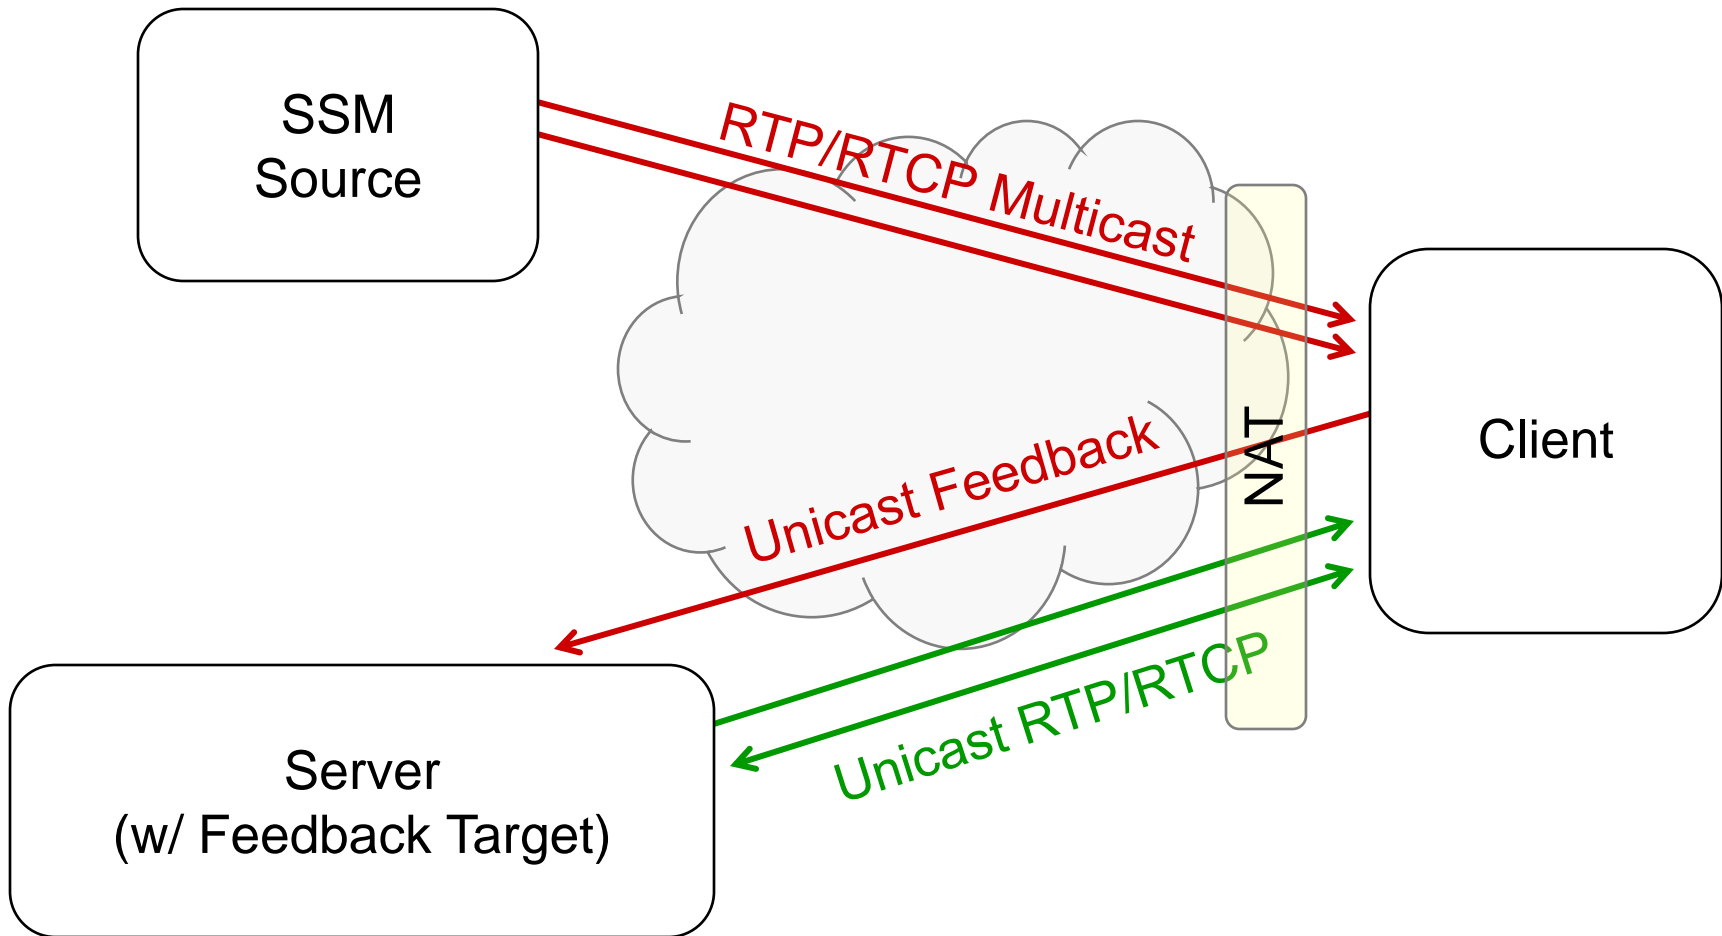 SSM
Source
RTP/RTCP Multicast
NAT
Client
Unicast Feedback
Unicast RTP/RTCP
Server
(w/ Feedback Target)